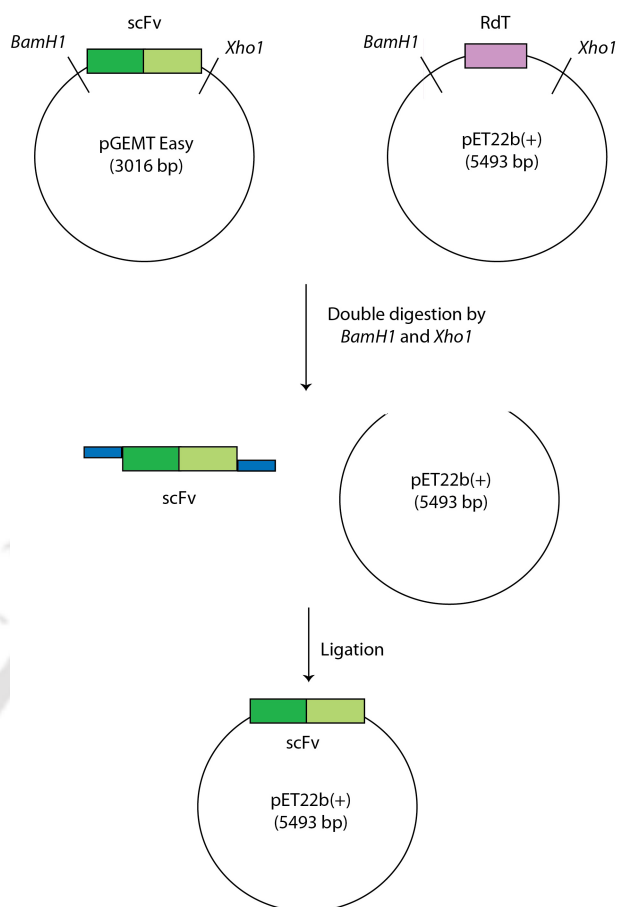 scFv
BamH1
Xho1
pGEMT Easy
(3016 bp)
RdT
BamH1
Xho1
pET22b(+)
(5493 bp)
Double digestion by
BamH1 and Xho1
scFv
pET22b(+)
(5493 bp)
Ligation
scFv
pET22b(+)
(5493 bp)